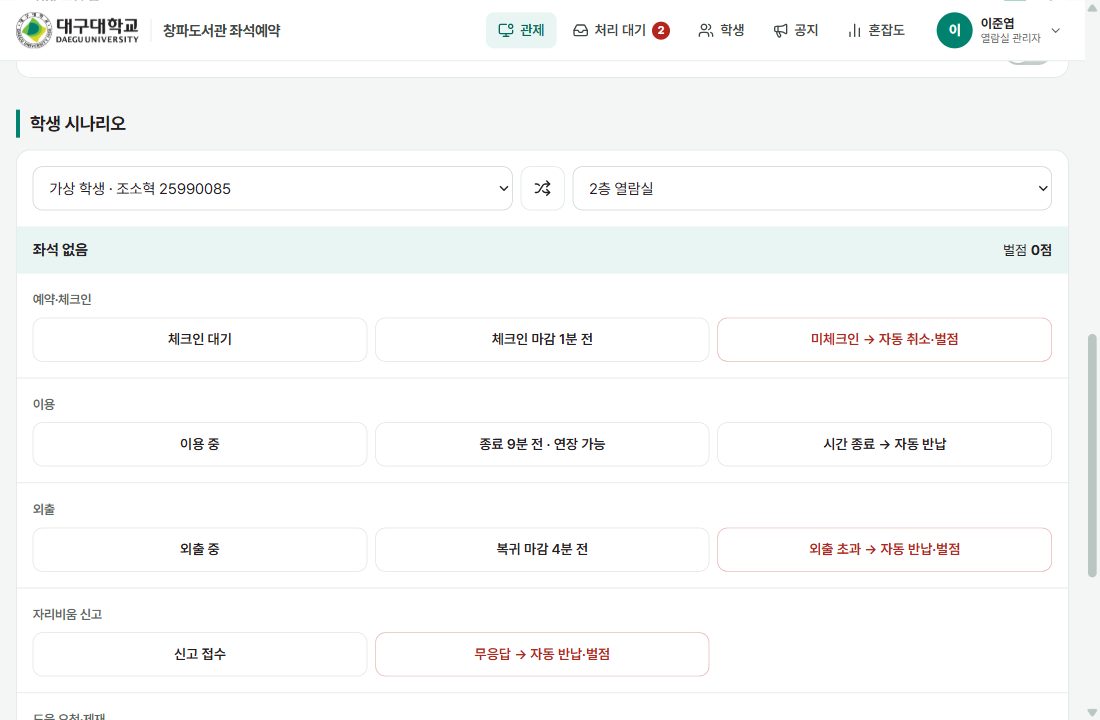 대구대학교
DAEGU UNIVERSITY
창파도서관 좌석예약
관제
처리 대기 2
학생
공지
혼잡도
이
이준엽
열람실 관리자
학생 시나리오
가상 학생 · 조소혁 25990085
2층 열람실
좌석 없음
벌점 0점
예약·체크인
체크인 대기
체크인 마감 1분 전
미체크인 → 자동 취소·벌점
이용
이용 중
종료 9분 전 · 연장 가능
시간 종료 → 자동 반납
외출
외출 중
복귀 마감 4분 전
외출 초과 → 자동 반납·벌점
자리비움 신고
신고 접수
무응답 → 자동 반납·벌점
도움 요청·제재